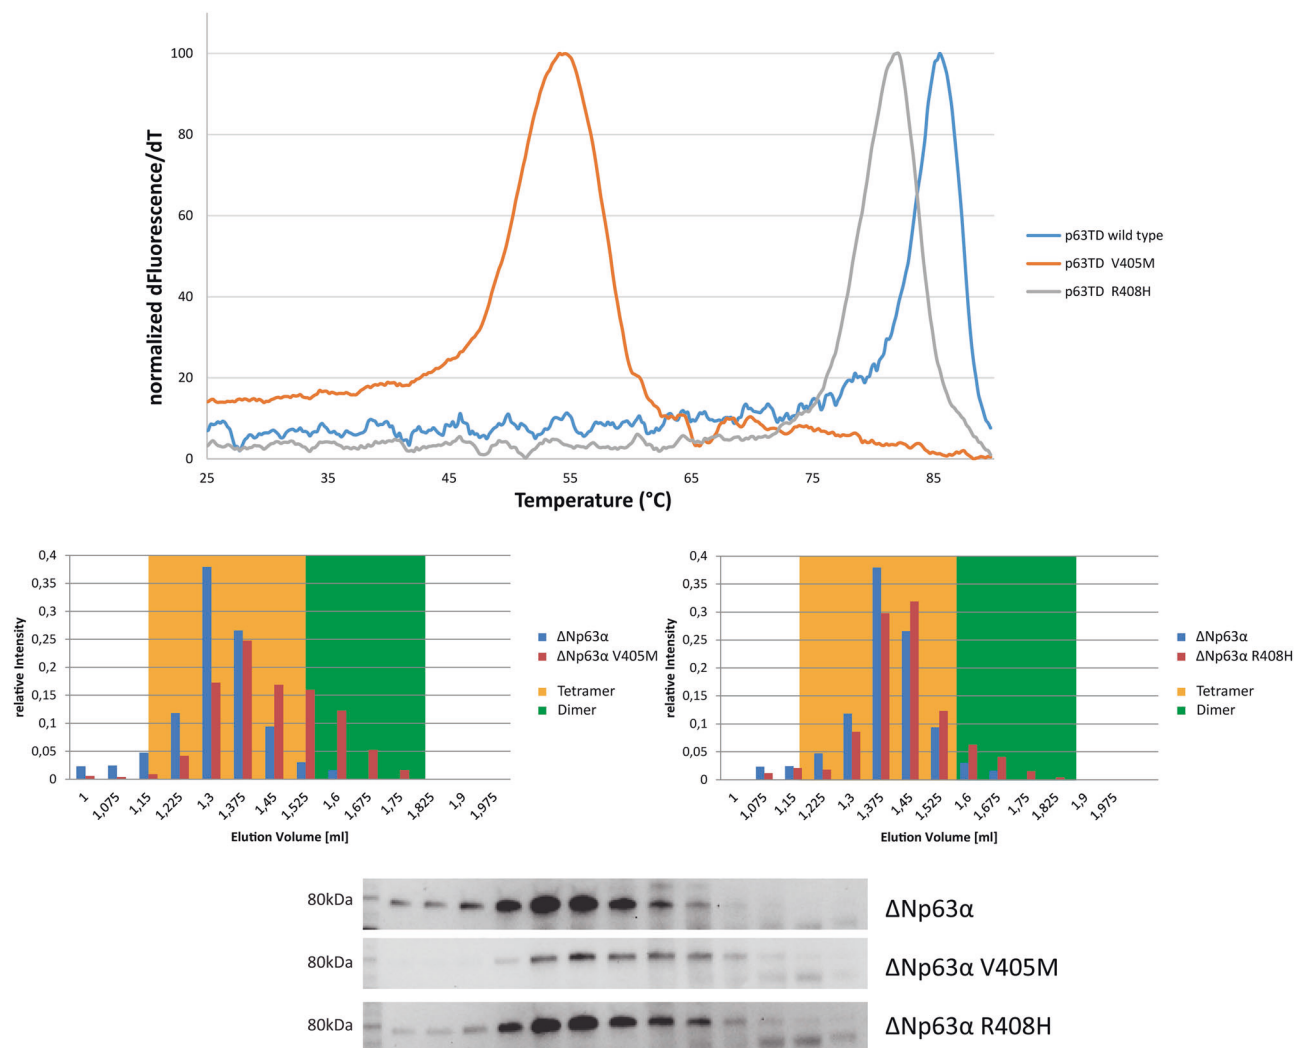 normalized dFluorescence/dT
100
80
60
40
20
0
25 35 45 55 65 75 85
Temperature (°C)
p63TD wild type
p63TD V405M
p63TD R408H
relative Intensity
0,4
0,35
0,3
0,25
0,2
0,15
0,1
0,05
0
1 1,075 1,15 1,225 1,3 1,375 1,45 1,525 1,6 1,675 1,75 1,825 1,9 1,975
Elution Volume [ml]
ΔNp63α
ΔNp63α V405M
Tetramer
Dimer
relative Intensity
0,4
0,35
0,3
0,25
0,2
0,15
0,1
0,05
0
1 1,075 1,15 1,225 1,3 1,375 1,45 1,525 1,6 1,675 1,75 1,825 1,9 1,975
Elution Volume [ml]
ΔNp63α
ΔNp63α R408H
Tetramer
Dimer
80kDa ΔNp63α
80kDa ΔNp63α V405M
80kDa ΔNp63α R408H